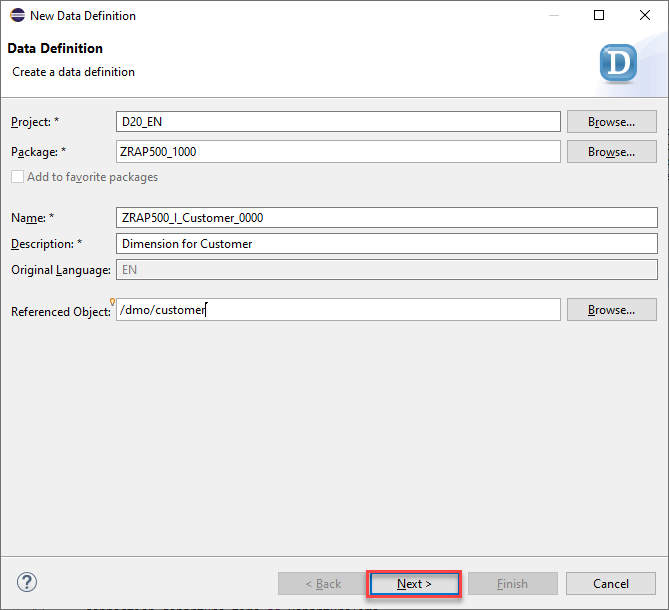 New Data Definition
Data Definition
Create a data definition
D
Project: * D20_EN Browse...
Package: * ZRAP500_1000 Browse...
Add to favorite packages
Name: * ZRAP500_I_Customer_0000
Description: * Dimension for Customer
Original Language: EN
Referenced Object: /dmo/customer Browse...
? < Back Next > Finish Cancel